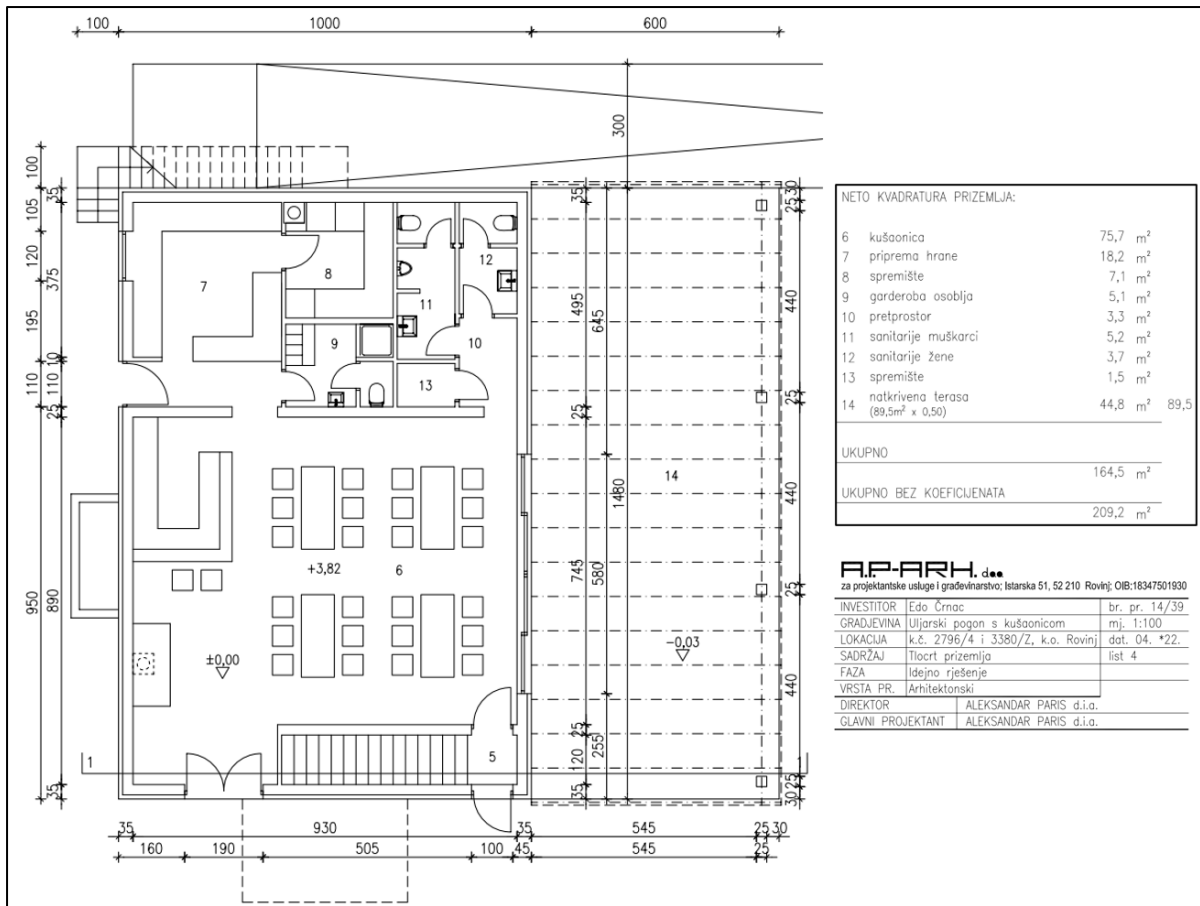 100 1000 600
300
100
35
105
120
375
195
10
110
110
25
950
890
35
35
495
645
25
1480
745
580
25
120
255
35
30
25
440
25
440
25
440
25
30
7
8
9
10
11
12
13
14
6
5
+3,82
±0,00
-0,03
1
1
35 930 35 545 25 30
160 190 505 100 45 545 25
NETO KVADRATURA PRIZEMLJA:
6 kušaonica 75,7 m²
7 priprema hrane 18,2 m²
8 spremište 7,1 m²
9 garderoba osoblja 5,1 m²
10 pretprostor 3,3 m²
11 sanitarije muškarci 5,2 m²
12 sanitarije žene 3,7 m²
13 spremište 1,5 m²
14 natkrivena terasa 44,8 m² 89,5
(89,5m² x 0,50)
UKUPNO
164,5 m²
UKUPNO BEZ KOEFICIJENATA
209,2 m²
A.P-ARH. d.o.o.
za projektantske usluge i građevinarstvo; Istarska 51, 52 210 Rovinj; OIB:18347501930
INVESTITOR Edo Črnac br. pr. 14/39
GRADJEVINA Uljarski pogon s kušaonicom mj. 1:100
LOKACIJA k.č. 2796/4 i 3380/Z, k.o. Rovinj dat. 04. *22.
SADRŽAJ Tlocrt prizemlja list 4
FAZA Idejno rješenje
VRSTA PR. Arhitektonski
DIREKTOR ALEKSANDAR PARIS d.i.a.
GLAVNI PROJEKTANT ALEKSANDAR PARIS d.i.a.